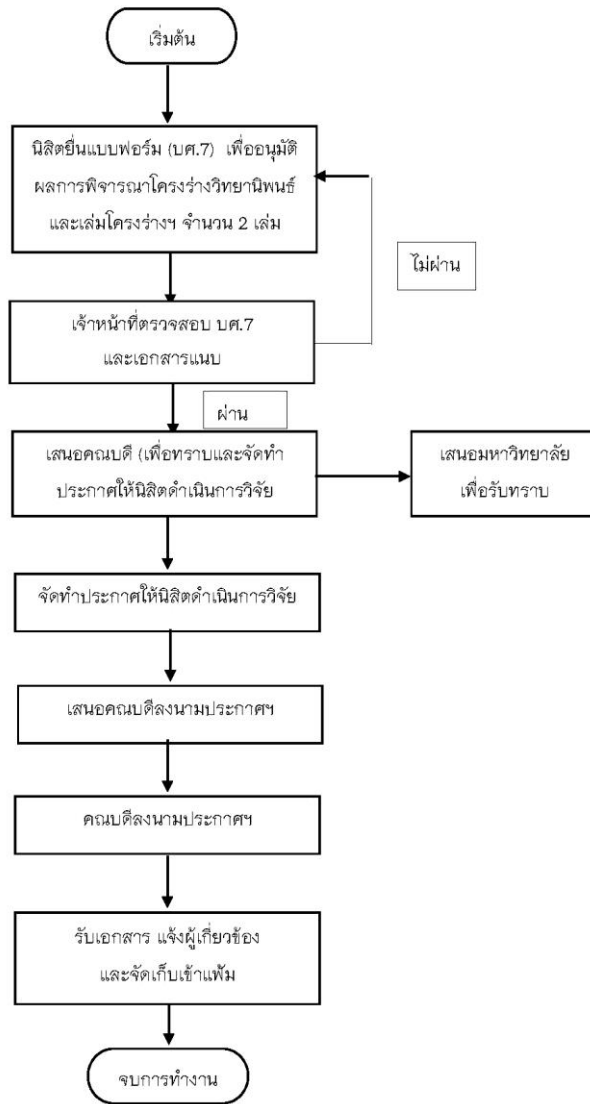 เริ่มต้น
นิสิตยื่นแบบฟอร์ม (บศ.7) เพื่ออนุมัติ
ผลการพิจารณาโครงร่างวิทยานิพนธ์
และเล่มโครงร่างฯ จำนวน 2 เล่ม
ไม่ผ่าน
เจ้าหน้าที่ตรวจสอบ บศ.7
และเอกสารแนบ
ผ่าน
เสนอคณบดี (เพื่อทราบและจัดทำ
ประกาศให้นิสิตดำเนินการวิจัย
เสนอมหาวิทยาลัย
เพื่อรับทราบ
จัดทำประกาศให้นิสิตดำเนินการวิจัย
เสนอคณบดีลงนามประกาศฯ
คณบดีลงนามประกาศฯ
รับเอกสาร แจ้งผู้เกี่ยวข้อง
และจัดเก็บเข้าแฟ้ม
จบการทำงาน